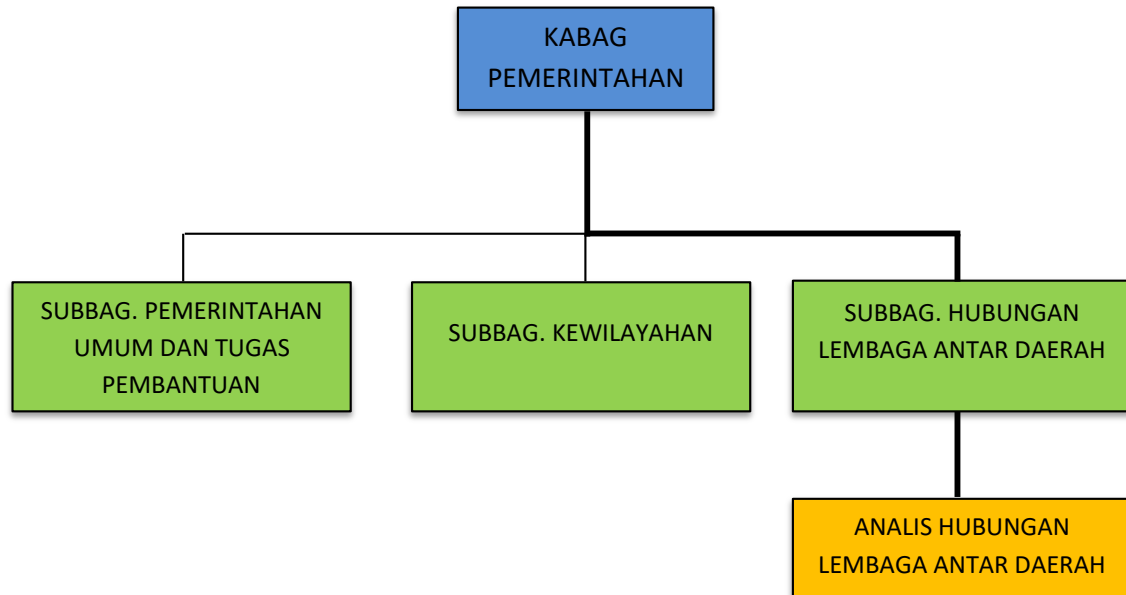 KABAG
PEMERINTAHAN
SUBBAG. PEMERINTAHAN
UMUM DAN TUGAS
PEMBANTUAN
SUBBAG. KEWILAYAHAN
SUBBAG. HUBUNGAN
LEMBAGA ANTAR DAERAH
ANALIS HUBUNGAN
LEMBAGA ANTAR DAERAH